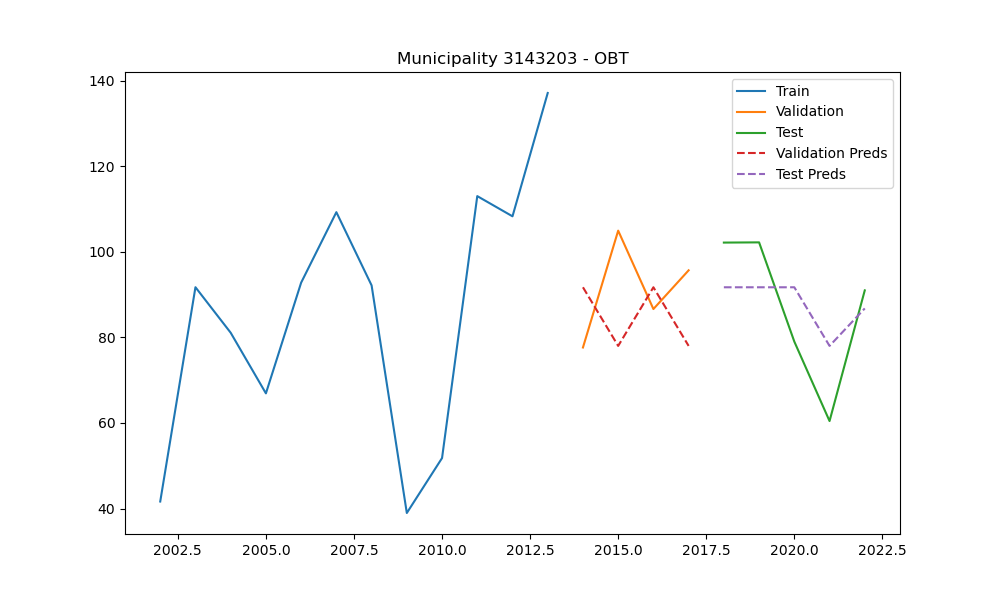 Municipality 3143203 - OBT
140
120
100
80
60
40
2002.5 2005.0 2007.5 2010.0 2012.5 2015.0 2017.5 2020.0 2022.5
Train
Validation
Test
Validation Preds
Test Preds